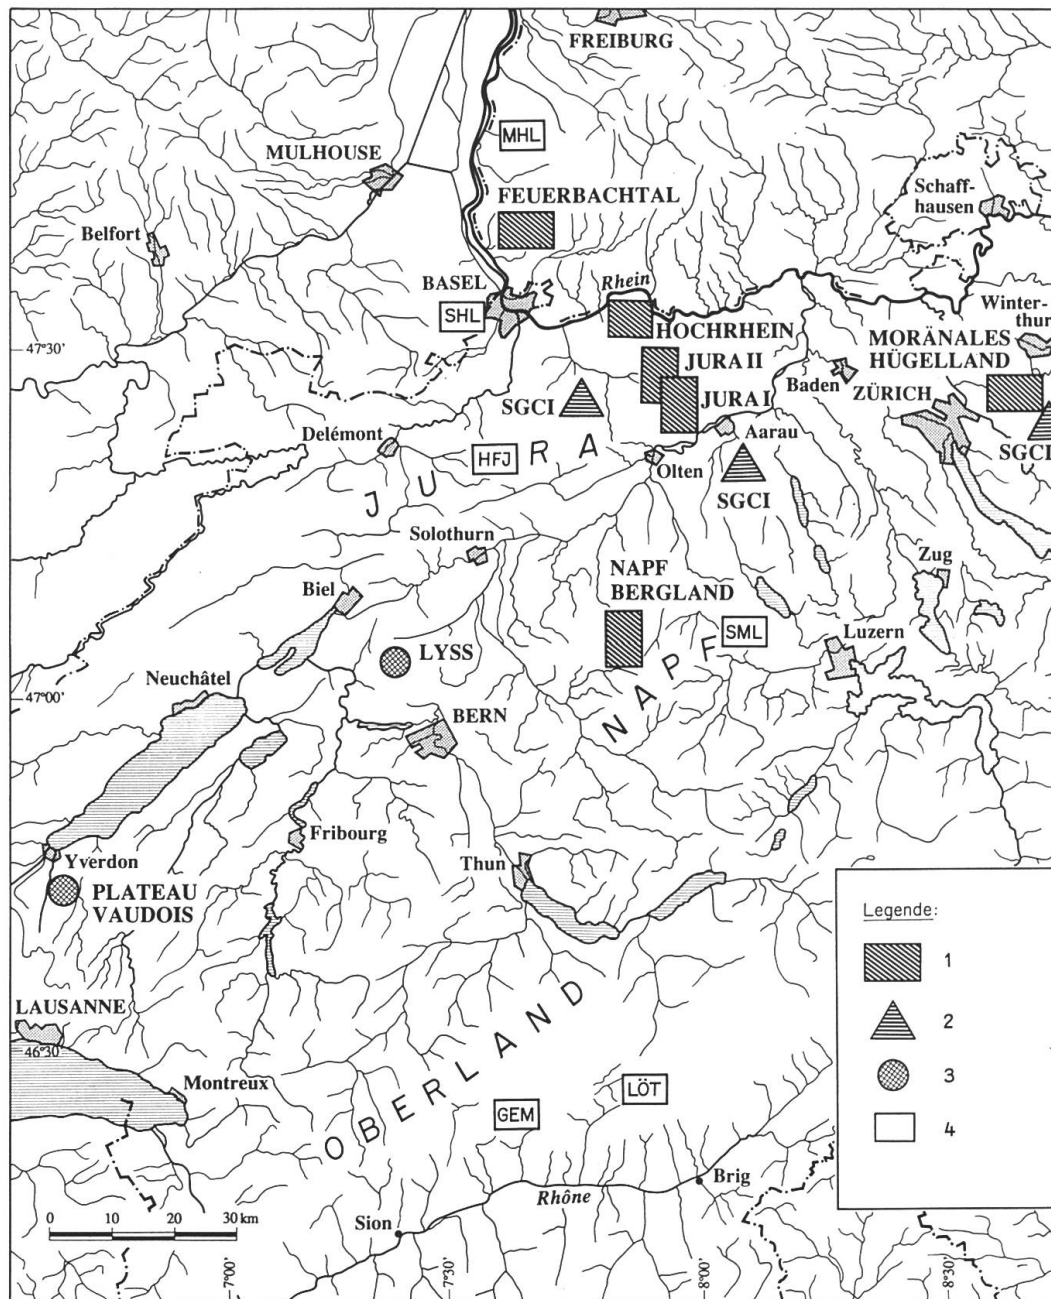 FREIBURG
MHL
MULHOUSE
Schaff-
hausen
FEUERBACHTAL
Belfort
BASEL
Rhein
SHL
Winter-
thur
HOCHRHEIN
MORÄNALES
HÜGELLAND
47°30'
JURA II
Baden
ZÜRICH
JURA I
SGCI
Aarau
Delémont
SGCI
HFJ
JURA
Olten
SGCI
Solothurn
Zug
NAPF
BERGLAND
Biel
SML
Luzern
LYSS
Neuchâtel
47°00'
BERN
NAPF
Fribourg
Yverdon
Thun
PLATEAU
VAUDOIS
Legende:
1
LAUSANNE
2
46°30'
OBERLAND
3
Montreux
LÖT
GEM
4
Brig
Rhône
0 10 20 30 km
Sion
7°00'
7°30'
8°00'
8°30'